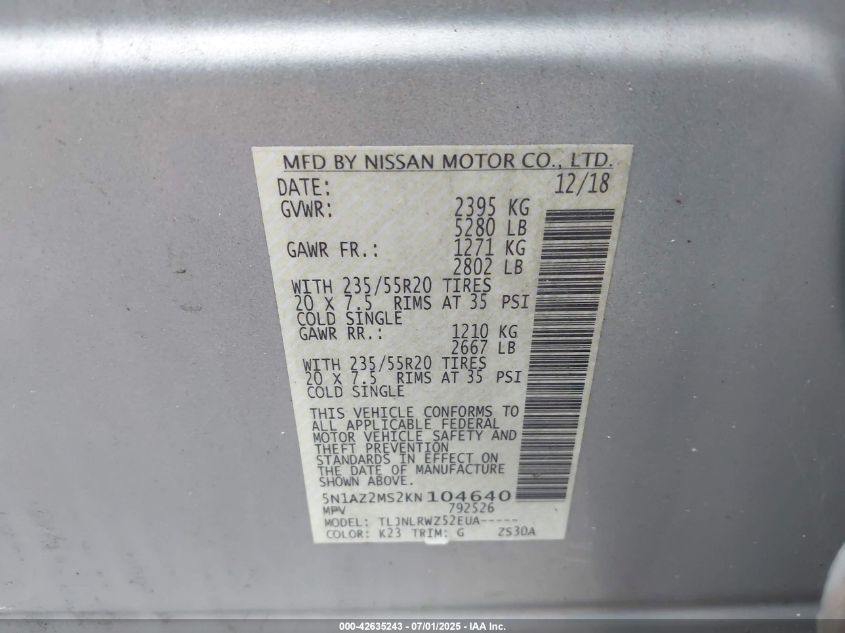 MFD BY NISSAN MOTOR CO., LTD.
DATE: 12/18
GVWR: 2395 KG
5280 LB
GAWR FR.: 1271 KG
2802 LB
WITH 235/55R20 TIRES
20 X 7.5 RIMS AT 35 PSI
COLD SINGLE
GAWR RR.: 1210 KG
2667 LB
WITH 235/55R20 TIRES
20 X 7.5 RIMS AT 35 PSI
COLD SINGLE
THIS VEHICLE CONFORMS TO
ALL APPLICABLE FEDERAL
MOTOR VEHICLE SAFETY AND
THEFT PREVENTION
STANDARDS IN EFFECT ON
THE DATE OF MANUFACTURE
SHOWN ABOVE.
5N1AZ2MS2KN104640
MPV 792526
MODEL: TLJNLRWZ52EUA-----
COLOR: K23 TRIM: G ZS30A
000-42635243 - 07/01/2025 - IAA Inc.